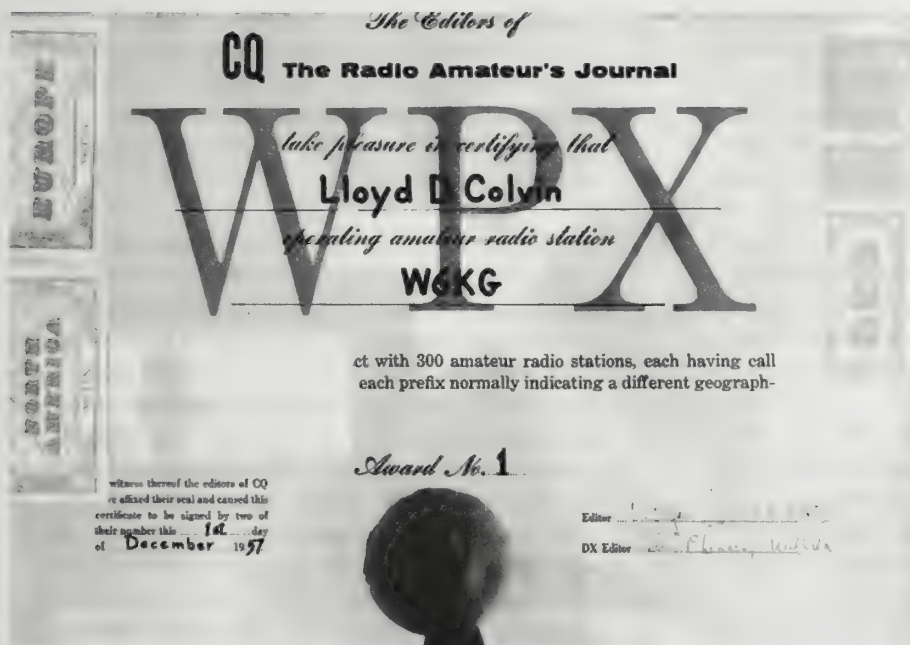 The Editors of
CQ The Radio Amateur's Journal
WPX
take pleasure in certifying that
Lloyd D Colvin
operating amateur radio station
W6KG
ct with 300 amateur radio stations, each having call
each prefix normally indicating a different geograph-
Award No. 1
witness thereof the editors of CQ
re affixed their seal and caused this
certificate to be signed by two of
their number this 1st day
of December 1957
Editor
DX Editor
EUROPE
NORTH
AMERICA